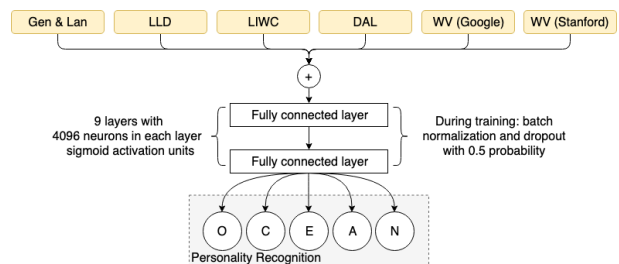 Gen & Lan
LLD
LIWC
DAL
WV (Google)
WV (Stanford)
+
9 layers with
4096 neurons in each layer
sigmoid activation units
Fully connected layer
Fully connected layer
During training: batch
normalization and dropout
with 0.5 probability
O
C
E
A
N
Personality Recognition